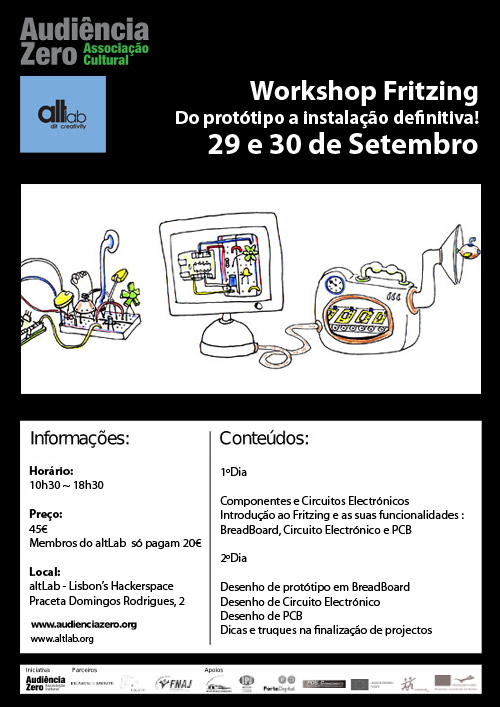 Audiência
Zero Associação
Cultural
altlab
dit creativity
Workshop Fritzing
Do protótipo a instalação definitiva!
29 e 30 de Setembro
Informações:
Horário:
10h30 ~ 18h30
Preço:
45€
Membros do altLab só pagam 20€
Local:
altLab - Lisbon's Hackerspace
Praceta Domingos Rodrigues, 2
www.audienciazero.org
www.altlab.org
Conteúdos:
1ºDia
Componentes e Circuitos Electrónicos
Introdução ao Fritzing e as suas funcionalidades :
BreadBoard, Circuito Electrónico e PCB
2ºDia
Desenho de protótipo em BreadBoard
Desenho de Circuito Electrónico
Desenho de PCB
Dicas e truques na finalização de projectos
Iniciativa
Parceiros
Apoios
Audiência
Zero Associação
Cultural
FNAJ
PortoDigital